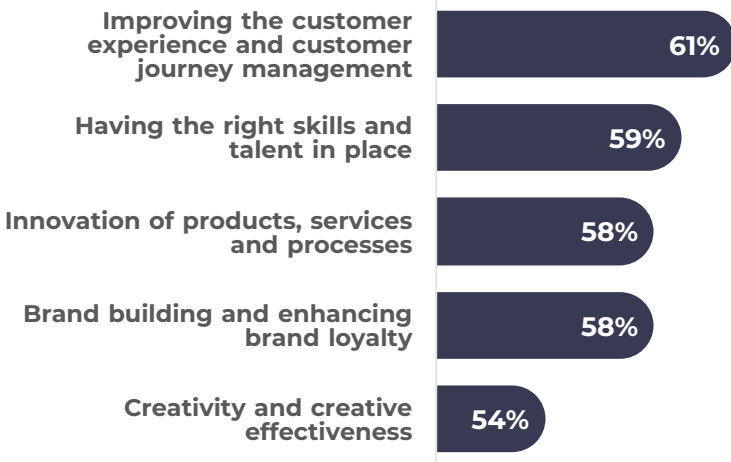 Improving the customer
experience and customer
journey management
61%
Having the right skills and
talent in place
59%
Innovation of products, services
and processes
58%
Brand building and enhancing
brand loyalty
58%
Creativity and creative
effectiveness
54%